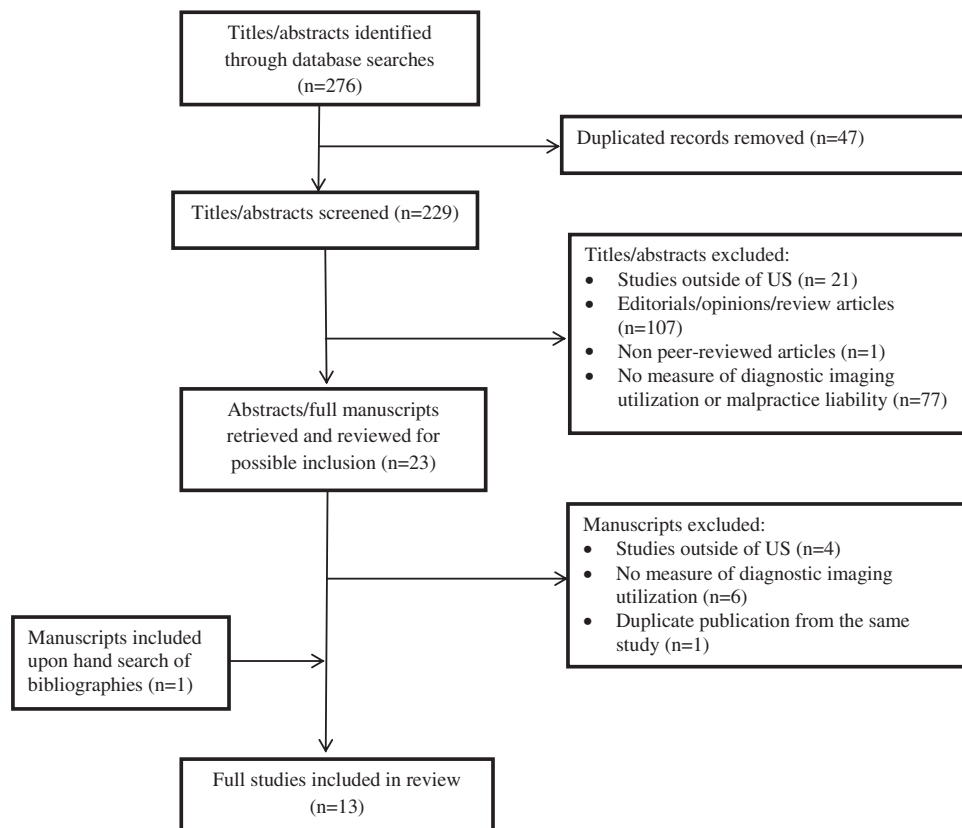 Titles/abstracts identified
through database searches
(n=276)
Duplicated records removed (n=47)
Titles/abstracts screened (n=229)
Titles/abstracts excluded:
• Studies outside of US (n= 21)
• Editorials/opinions/review articles
(n=107)
• Non peer-reviewed articles (n=1)
• No measure of diagnostic imaging
utilization or malpractice liability (n=77)
Abstracts/full manuscripts
retrieved and reviewed for
possible inclusion (n=23)
Manuscripts excluded:
• Studies outside of US (n=4)
• No measure of diagnostic imaging
utilization (n=6)
• Duplicate publication from the same
study (n=1)
Manuscripts included
upon hand search of
bibliographies (n=1)
Full studies included in review
(n=13)